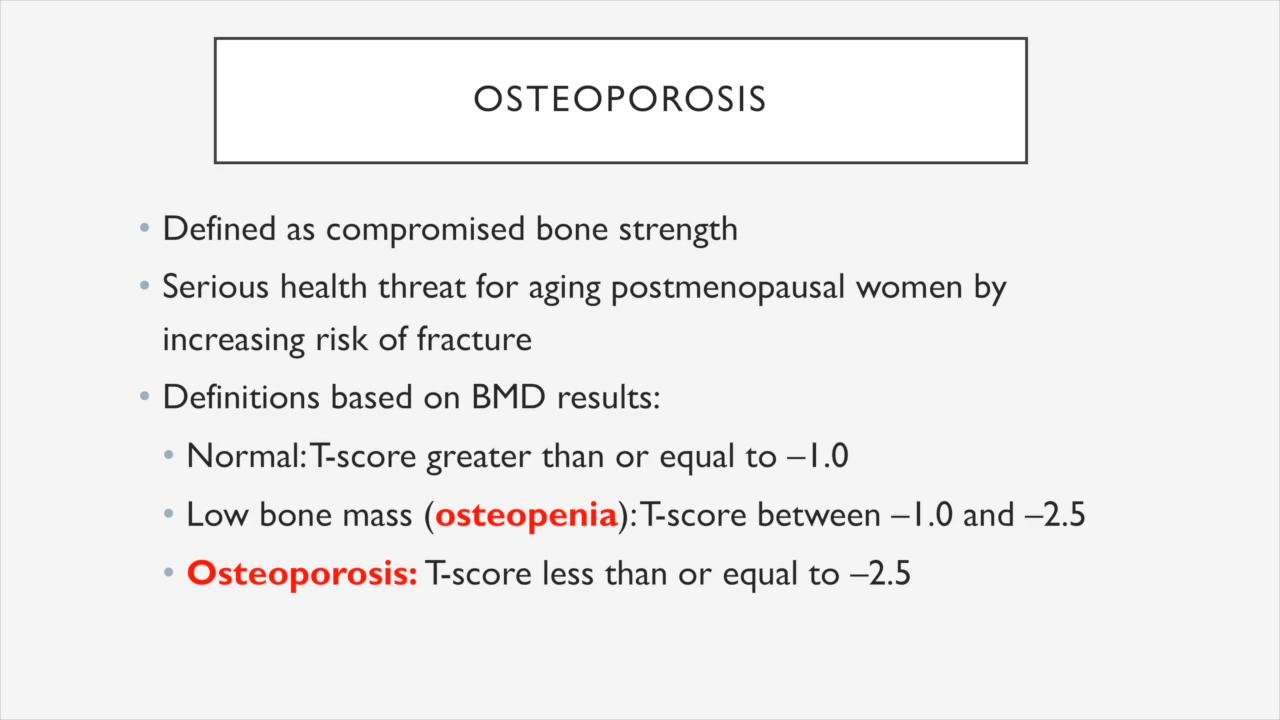 OSTEOPOROSIS
• Defined as compromised bone strength
• Serious health threat for aging postmenopausal women by
increasing risk of fracture
• Definitions based on BMD results:
• Normal: T-score greater than or equal to –1.0
• Low bone mass (osteopenia): T-score between –1.0 and –2.5
• Osteoporosis: T-score less than or equal to –2.5